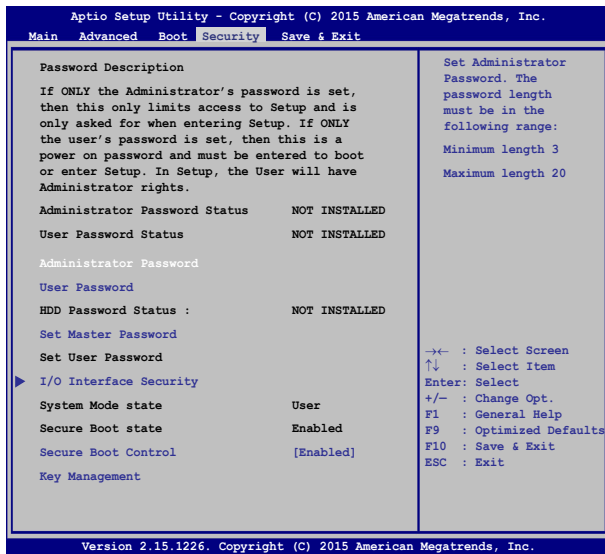 Aptio Setup Utility - Copyright (C) 2015 American Megatrends, Inc.
Main Advanced Boot Security Save & Exit
Password Description
If ONLY the Administrator's password is set,
then this only limits access to Setup and is
only asked for when entering Setup. If ONLY
the user's password is set, then this is a
power on password and must be entered to boot
or enter Setup. In Setup, the User will have
Administrator rights.
Administrator Password Status NOT INSTALLED
User Password Status NOT INSTALLED
Administrator Password
User Password
HDD Password Status : NOT INSTALLED
Set Master Password
Set User Password
I/O Interface Security
System Mode state User
Secure Boot state Enabled
Secure Boot Control [Enabled]
Key Management
Set Administrator
Password. The
password length
must be in the
following range:
Minimum length 3
Maximum length 20
→← : Select Screen
↑↓ : Select Item
Enter: Select
+/— : Change Opt.
F1 : General Help
F9 : Optimized Defaults
F10 : Save & Exit
ESC : Exit
Version 2.15.1226. Copyright (C) 2015 American Megatrends, Inc.